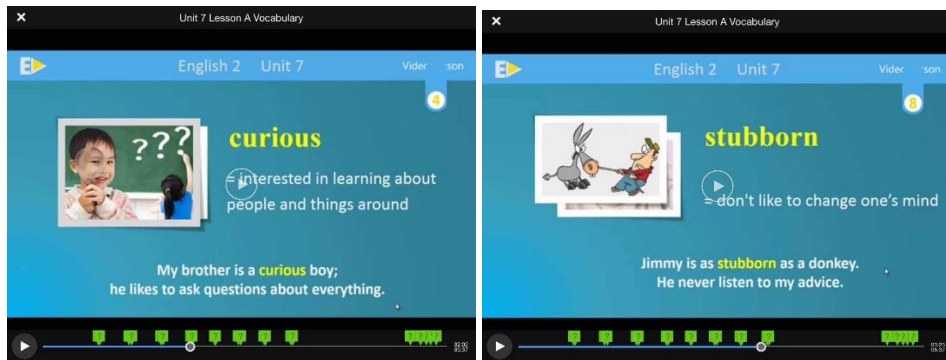 Unit 7 Lesson A Vocabulary
English 2 Unit 7
4
? ? ?
curious
= interested in learning about
people and things around
My brother is a curious boy;
he likes to ask questions about everything.
Unit 7 Lesson A Vocabulary
English 2 Unit 7
8
stubborn
= don't like to change one's mind
Jimmy is as stubborn as a donkey.
He never listen to my advice.